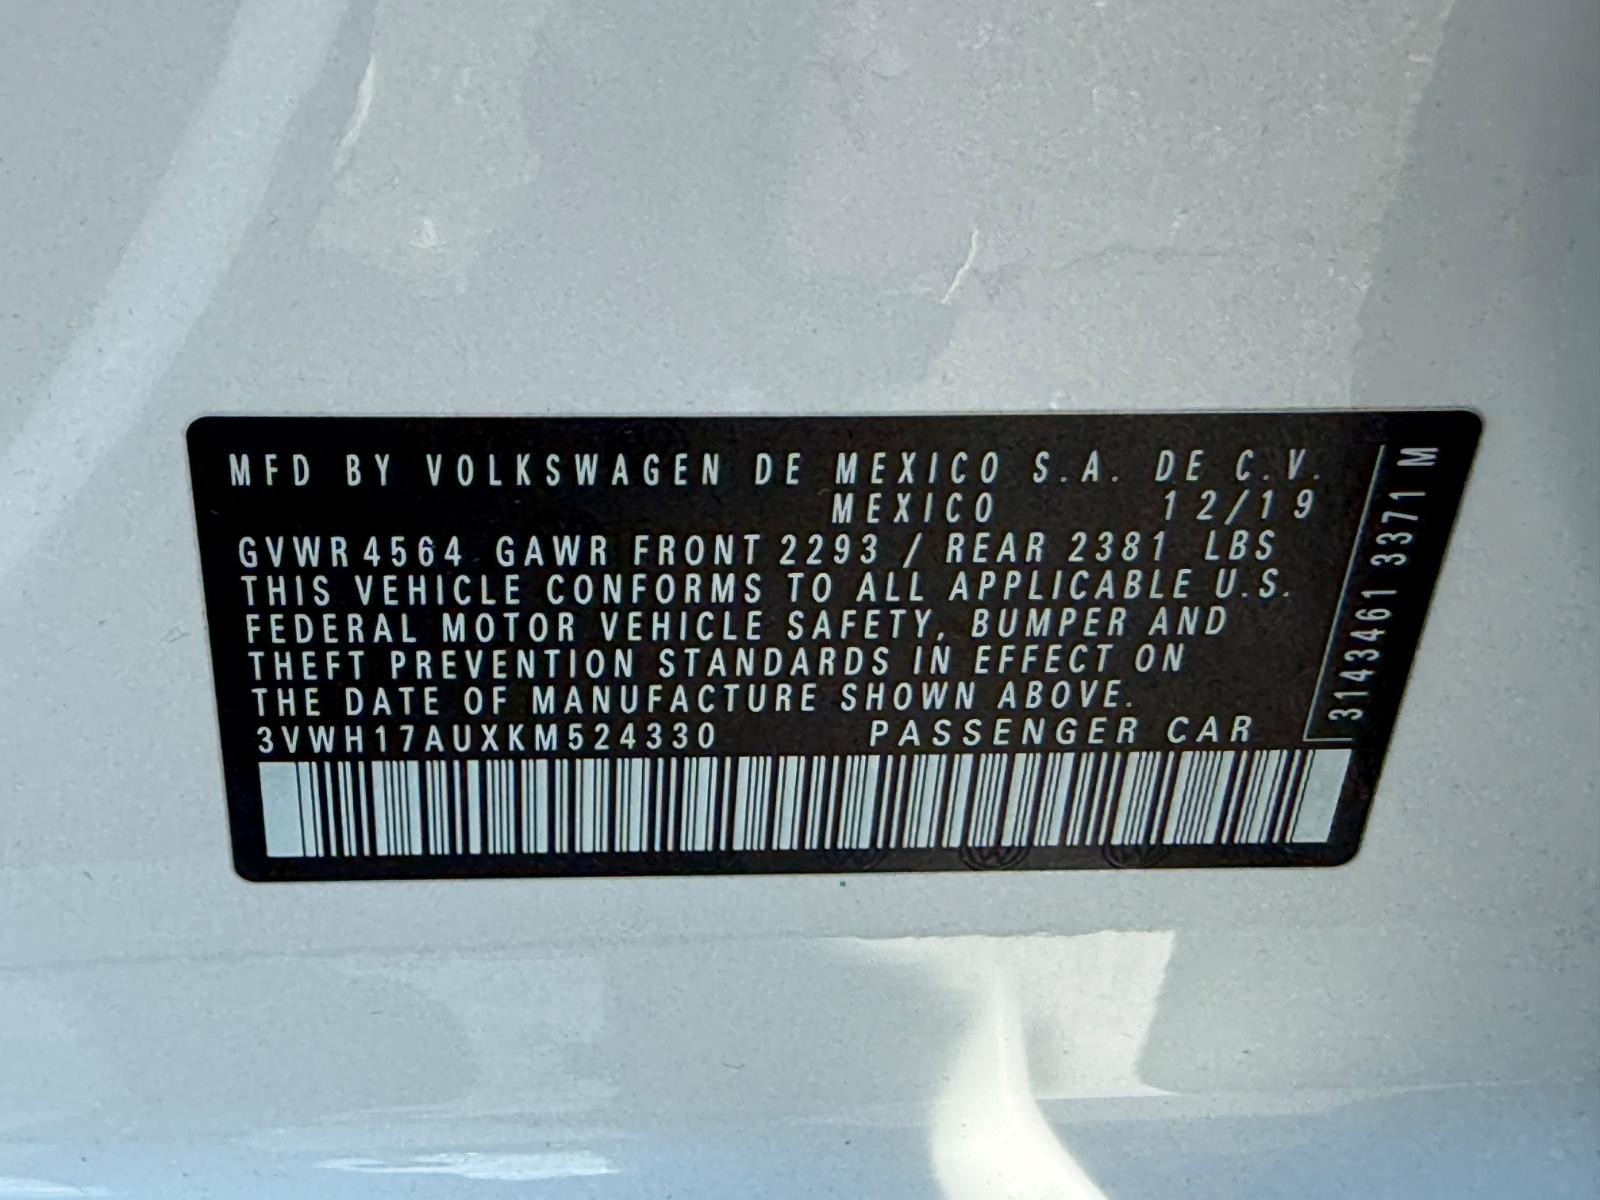 MFD BY VOLKSWAGEN DE MEXICO S.A. DE C.V.
MEXICO 12/19
GVWR 4564 GAWR FRONT 2293 / REAR 2381 LBS
THIS VEHICLE CONFORMS TO ALL APPLICABLE U.S.
FEDERAL MOTOR VEHICLE SAFETY, BUMPER AND
THEFT PREVENTION STANDARDS IN EFFECT ON
THE DATE OF MANUFACTURE SHOWN ABOVE.
3VWH17AUXKM524330 PASSENGER CAR
3143461 3371 M